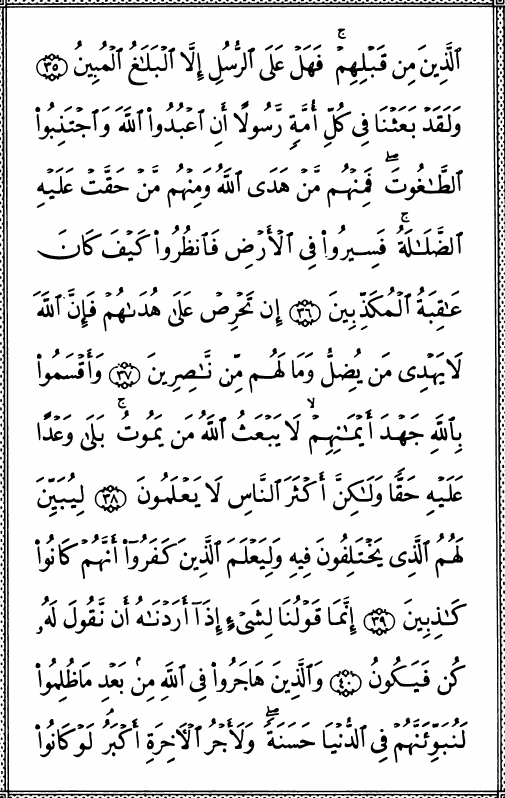 ٱلَّذِينَ مِن قَبۡلِهِمۡۚ فَهَلۡ عَلَى ٱلرُّسُلِ إِلَّا ٱلۡبَلَٰغُ ٱلۡمُبِينُ ٣٥
وَلَقَدۡ بَعَثۡنَا فِي كُلِّ أُمَّةٖ رَّسُولًا أَنِ ٱعۡبُدُواْ ٱللَّهَ وَٱجۡتَنِبُواْ
ٱلطَّٰغُوتَۖ فَمِنۡهُم مَّنۡ هَدَى ٱللَّهُ وَمِنۡهُم مَّنۡ حَقَّتۡ عَلَيۡهِ
ٱلضَّلَٰلَةُۚ فَسِيرُواْ فِي ٱلۡأَرۡضِ فَٱنظُرُواْ كَيۡفَ كَانَ
عَٰقِبَةُ ٱلۡمُكَذِّبِينَ ٣٦ إِن تَحۡرِصۡ عَلَىٰ هُدَىٰهُمۡ فَإِنَّ ٱللَّهَ
لَا يَهۡدِي مَن يُضِلُّۖ وَمَا لَهُم مِّن نَّٰصِرِينَ ٣٧ وَأَقۡسَمُواْ
بِٱللَّهِ جَهۡدَ أَيۡمَٰنِهِمۡۙ لَا يَبۡعَثُ ٱللَّهُ مَن يَمُوتُۚ بَلَىٰ وَعۡدًا
عَلَيۡهِ حَقّٗا وَلَٰكِنَّ أَكۡثَرَ ٱلنَّاسِ لَا يَعۡلَمُونَ ٣٨ لِيُبَيِّنَ
لَهُمُ ٱلَّذِي يَخۡتَلِفُونَ فِيهِ وَلِيَعۡلَمَ ٱلَّذِينَ كَفَرُوٓاْ أَنَّهُمۡ كَانُواْ
كَٰذِبِينَ ٣٩ إِنَّمَا قَوۡلُنَا لِشَيۡءٍ إِذَآ أَرَدۡنَٰهُ أَن نَّقُولَ لَهُۥ
كُن فَيَكُونُ ٤٠ وَٱلَّذِينَ هَاجَرُواْ فِي ٱللَّهِ مِنۢ بَعۡدِ مَا ظُلِمُواْ
لَنُبَوِّئَنَّهُمۡ فِي ٱلدُّنۡيَا حَسَنَةٗۖ وَلَأَجۡرُ ٱلۡأٓخِرَةِ أَكۡبَرُۚ لَوۡ كَانُواْ